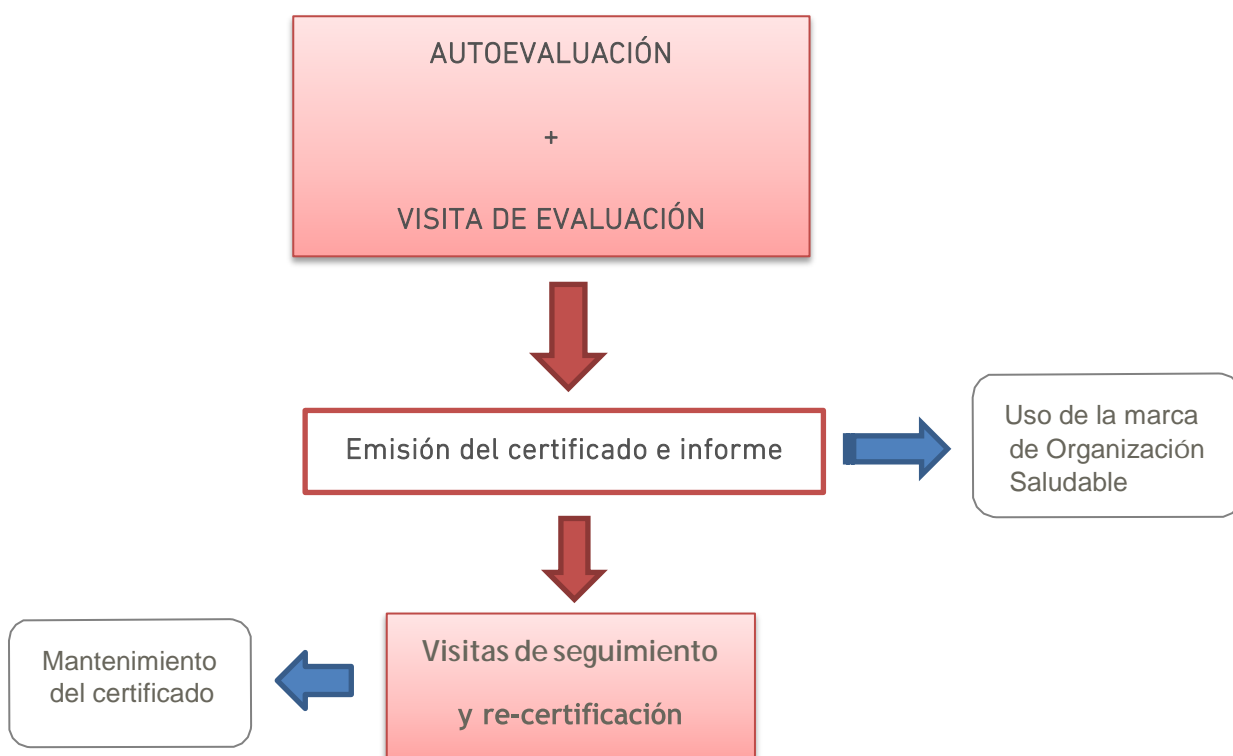 AUTOEVALUACIÓN
+
VISITA DE EVALUACIÓN
Emisión del certificado e informe
Uso de la marca
de Organización
Saludable
Visitas de seguimiento
y re-certificación
Mantenimiento
del certificado